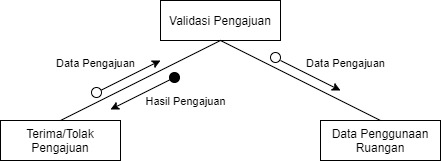 Validasi Pengajuan
Data Pengajuan
Data Pengajuan
Hasil Pengajuan
Terima/Tolak
Pengajuan
Data Penggunaan
Ruangan